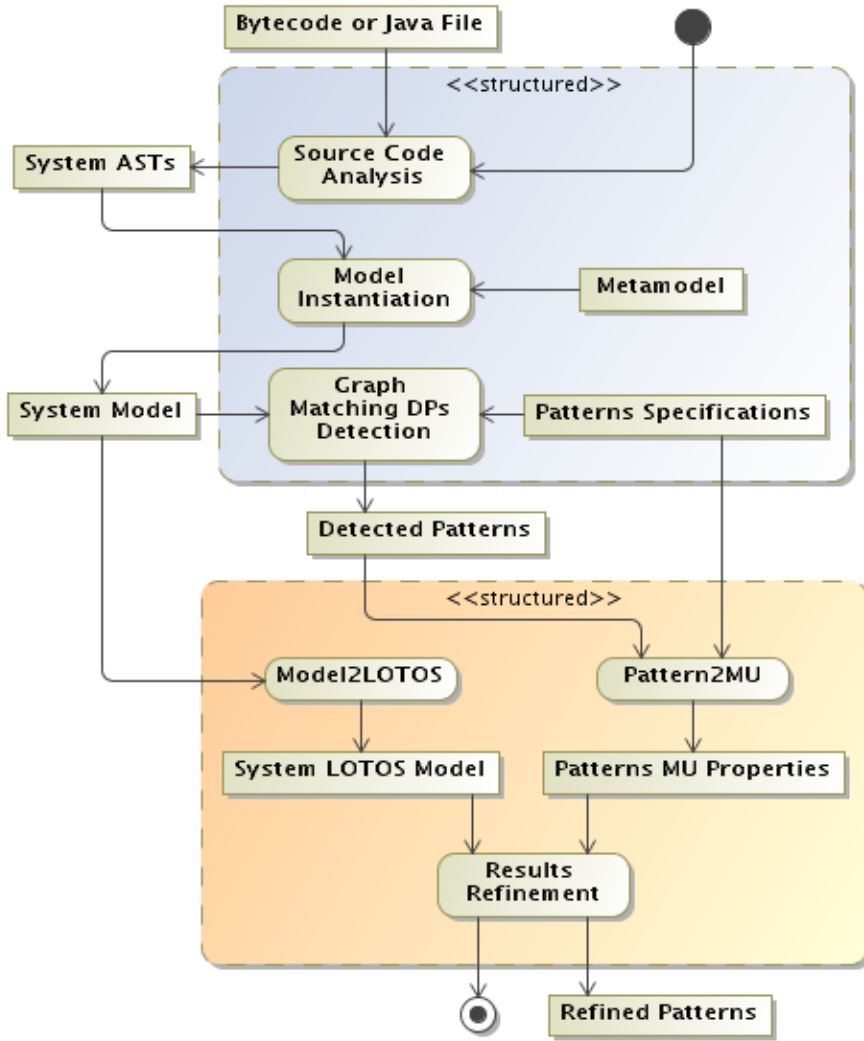 Bytecode or Java File
<<structured>>
Source Code
Analysis
System ASTs
Model
Instantiation
Metamodel
Graph
Matching DPs
Detection
System Model
Patterns Specifications
Detected Patterns
<<structured>>
Model2LOTOS
Pattern2MU
System LOTOS Model
Patterns MU Properties
Results
Refinement
Refined Patterns